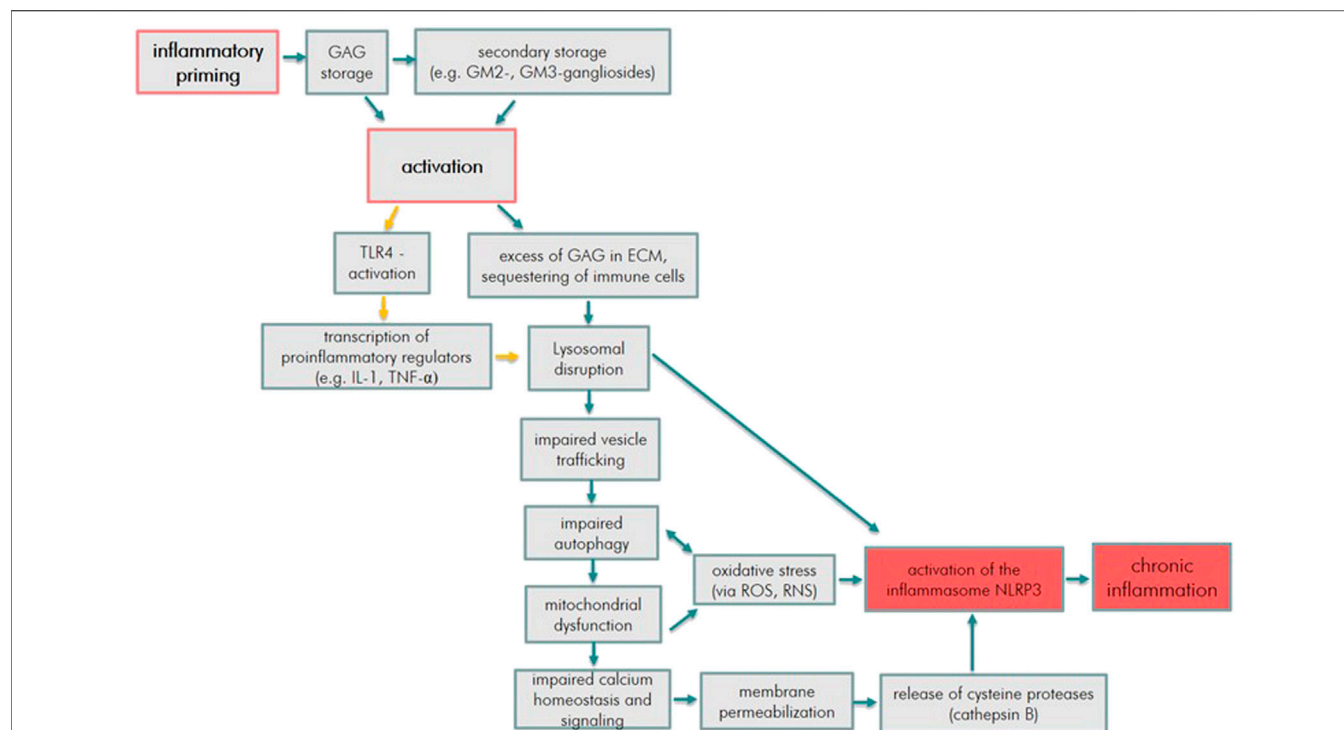 inflammatory
priming
GAG
storage
secondary storage
(e.g. GM2-, GM3-gangliosides)
activation
TLR4 -
activation
excess of GAG in ECM,
sequestering of immune cells
transcription of
proinflammatory regulators
(e.g. IL-1, TNF-α)
Lysosomal
disruption
impaired vesicle
trafficking
impaired
autophagy
oxidative stress
(via ROS, RNS)
activation of the
inflammasome NLRP3
chronic
inflammation
mitochondrial
dysfunction
impaired calcium
homeostasis and
signaling
membrane
permeabilization
release of cysteine proteases
(cathepsin B)